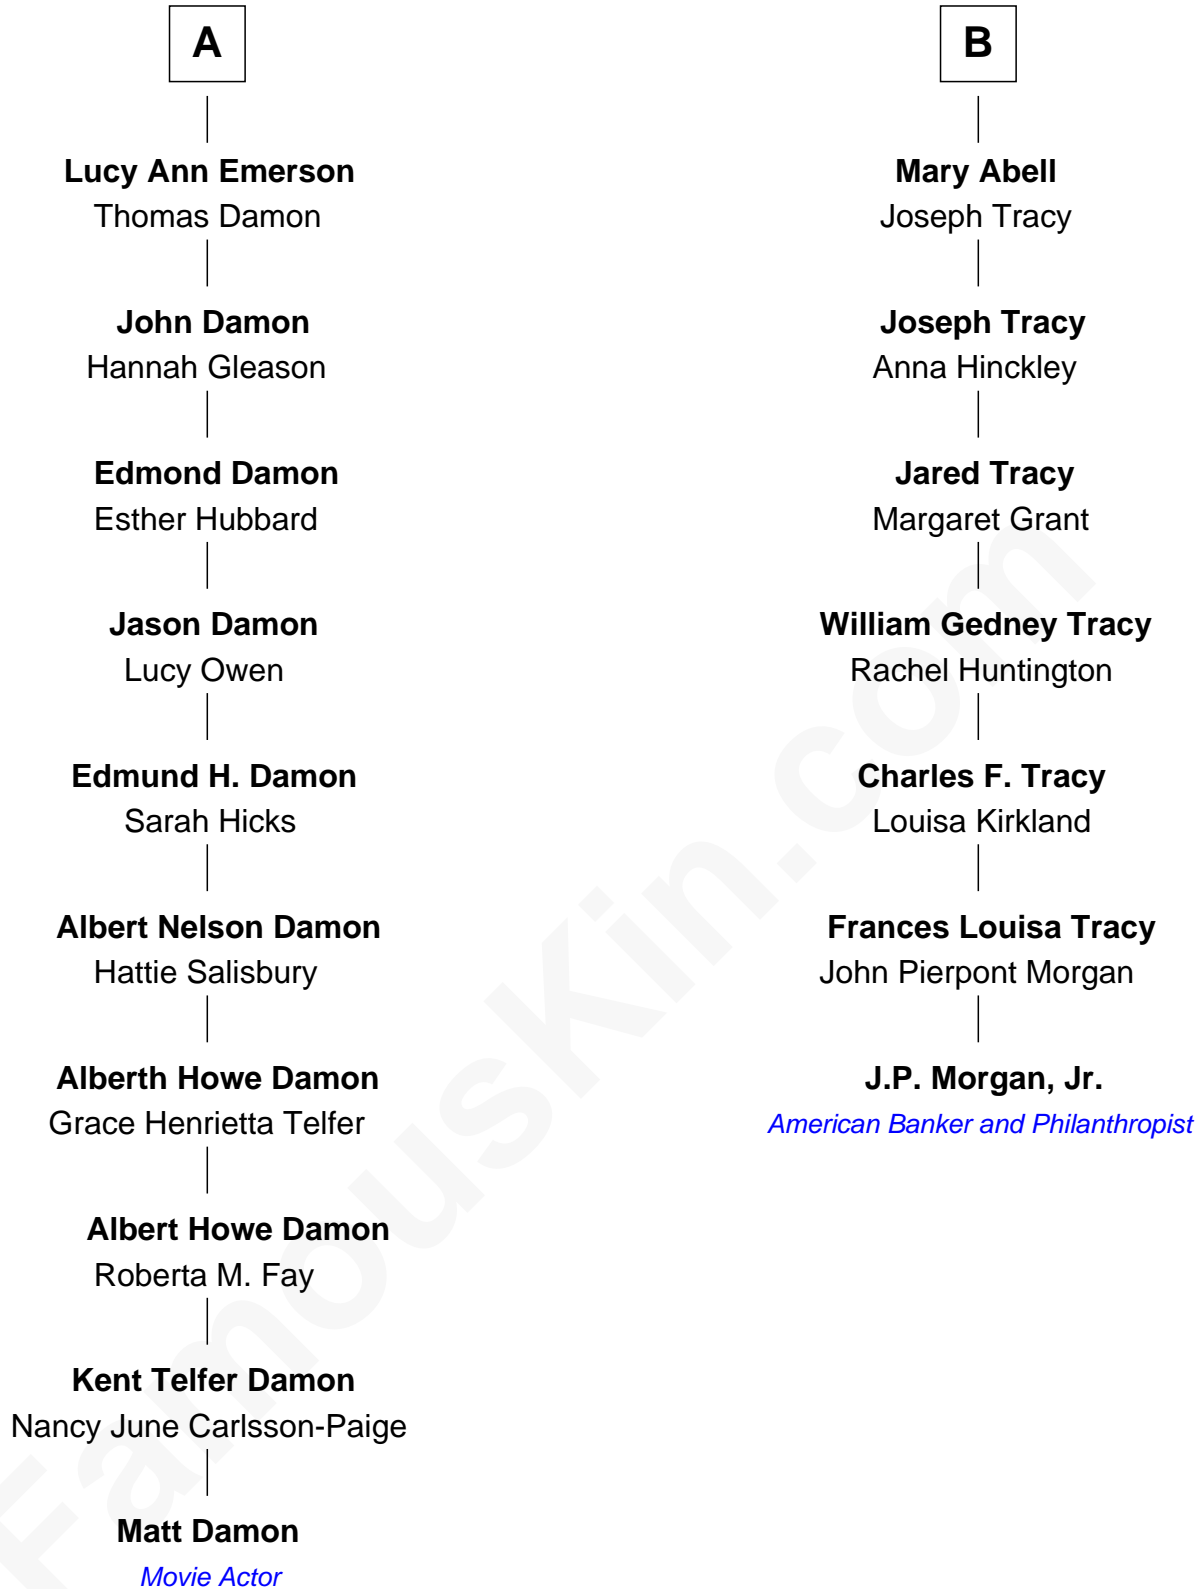 A
Lucy Ann Emerson
Thomas Damon
John Damon
Hannah Gleason
Edmond Damon
Esther Hubbard
Jason Damon
Lucy Owen
Edmund H. Damon
Sarah Hicks
Albert Nelson Damon
Hattie Salisbury
Alberth Howe Damon
Grace Henrietta Telfer
Albert Howe Damon
Roberta M. Fay
Kent Telfer Damon
Nancy June Carlsson-Paige
Matt Damon
Movie Actor
B
Mary Abell
Joseph Tracy
Joseph Tracy
Anna Hinckley
Jared Tracy
Margaret Grant
William Gedney Tracy
Rachel Huntington
Charles F. Tracy
Louisa Kirkland
Frances Louisa Tracy
John Pierpont Morgan
J.P. Morgan, Jr.
American Banker and Philanthropist
FamousKin.com